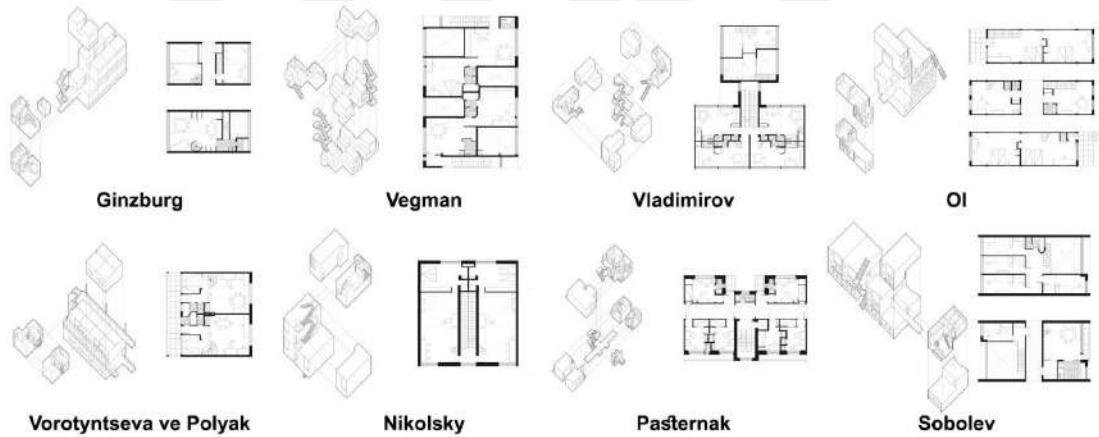 Ginzburg
Vegman
Vladimirov
Ol
Vorotyntseva ve Polyak
Nikolsky
Pasternak
Sobolev